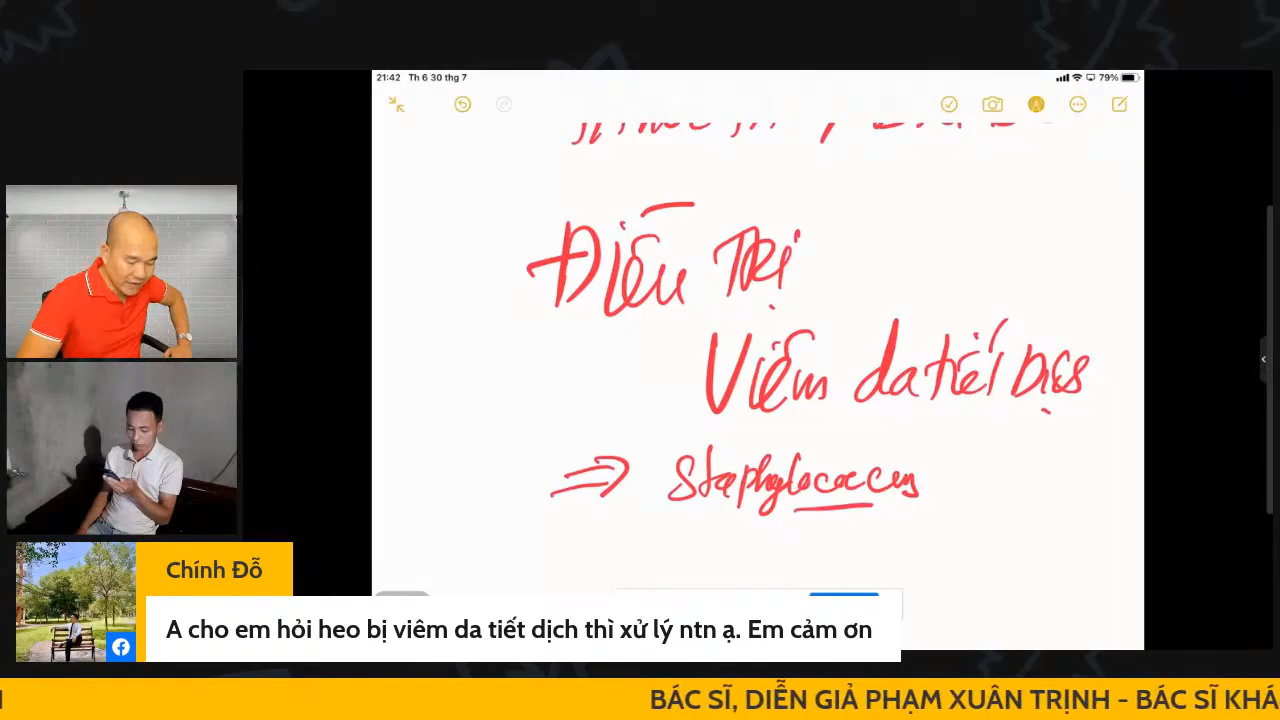 21:42 Th 6 30 thg 7
79%
Điều Trị
Viêm da tiết Dịch
⇒ Staphylococcus
Chính Đỗ
A cho em hỏi heo bị viêm da tiết dịch thì xử lý ntn ạ. Em cảm ơn
BÁC SĨ, DIỄN GIẢ PHẠM XUÂN TRỊNH - BÁC SĨ KHÁ